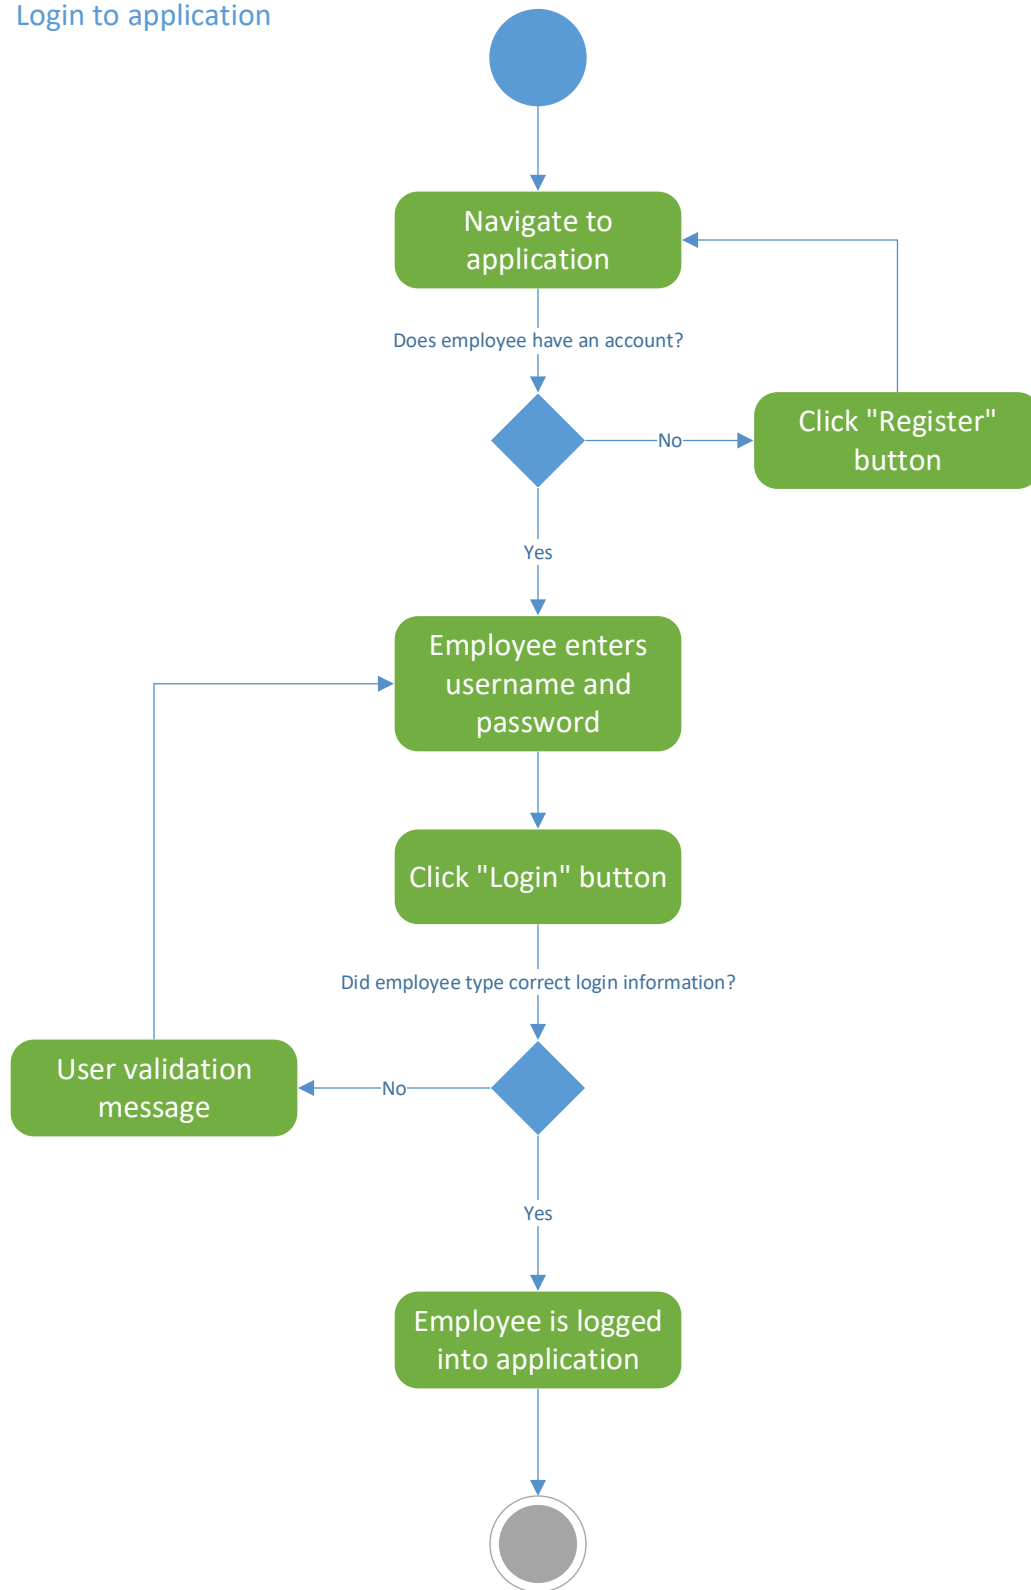 Login to application
Navigate to
application
Does employee have an account?
No
Click "Register"
button
Yes
Employee enters
username and
password
Click "Login" button
Did employee type correct login information?
User validation
message
No
Yes
Employee is logged
into application